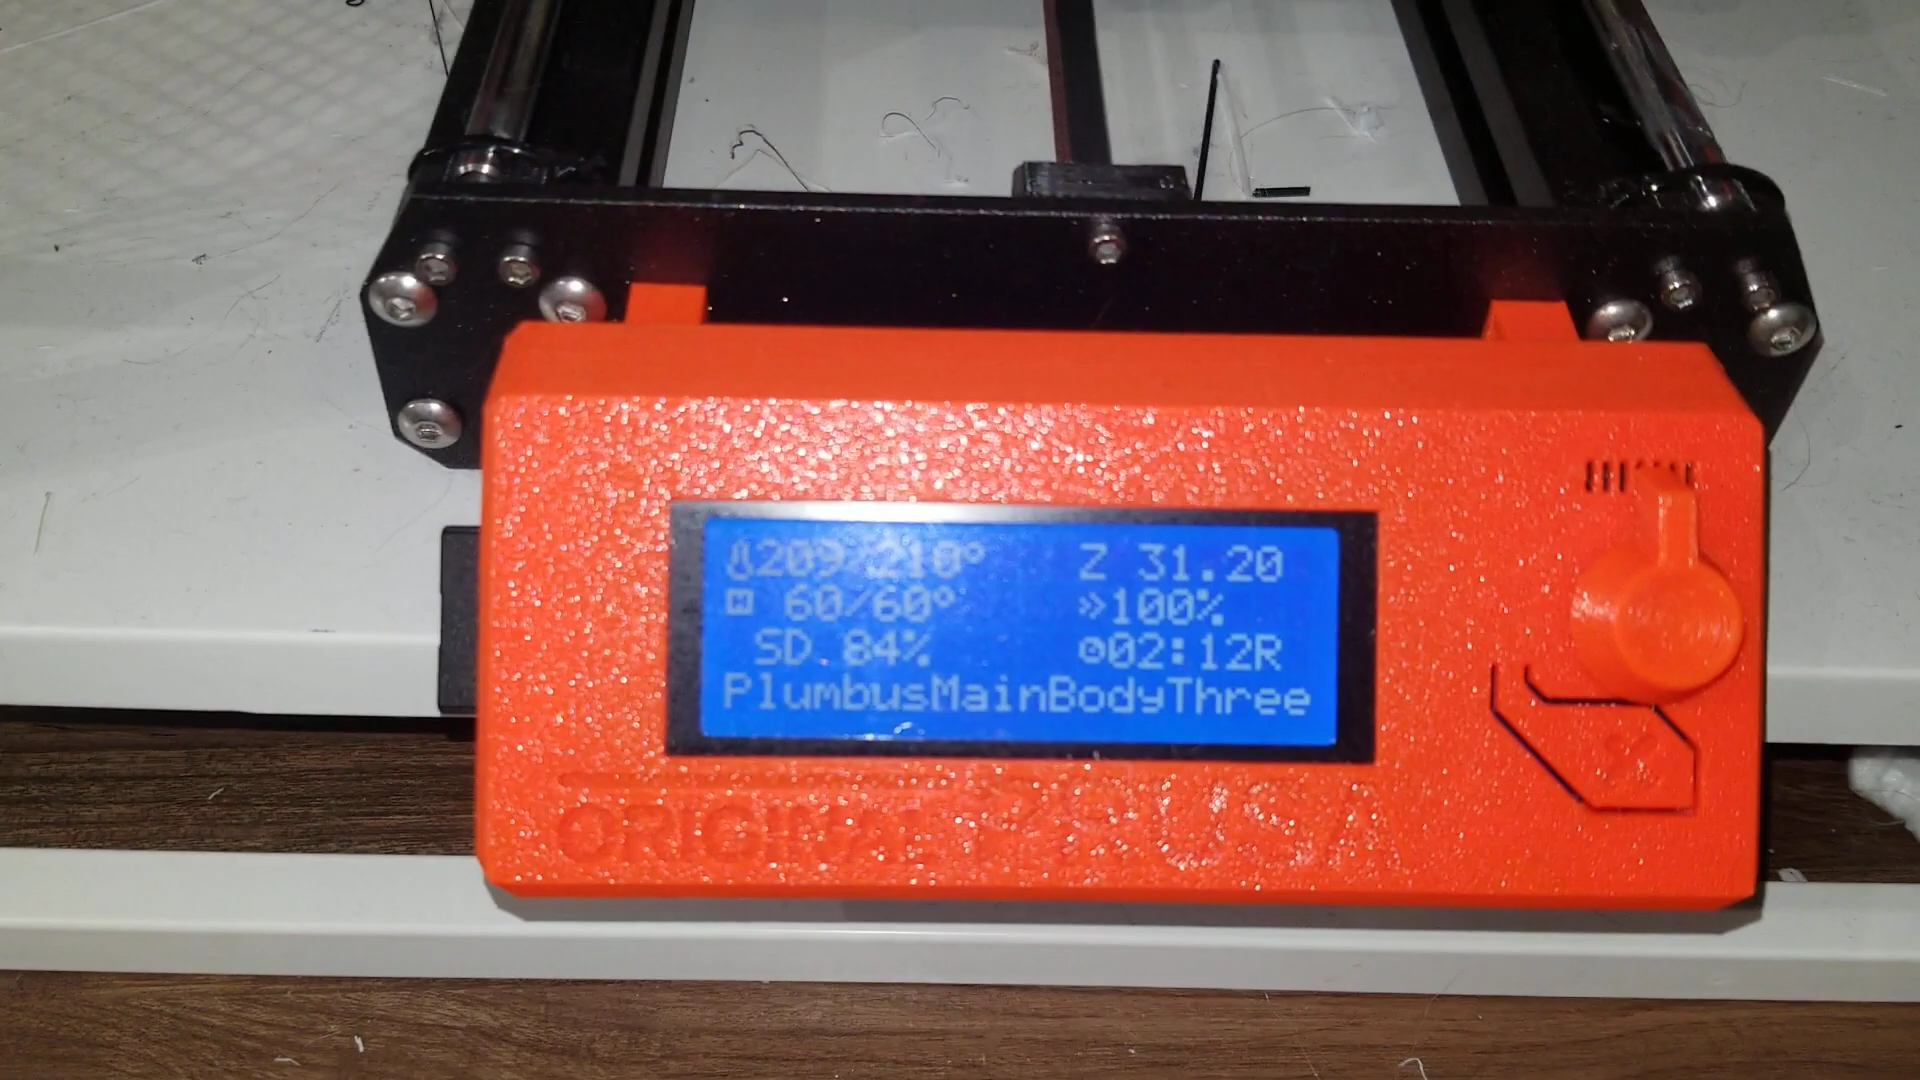 209/210° Z 31.20
60/60° »100%
SD 84% 02:12R
PlumbusMainBodyThree
ORIGINAL PRUSA